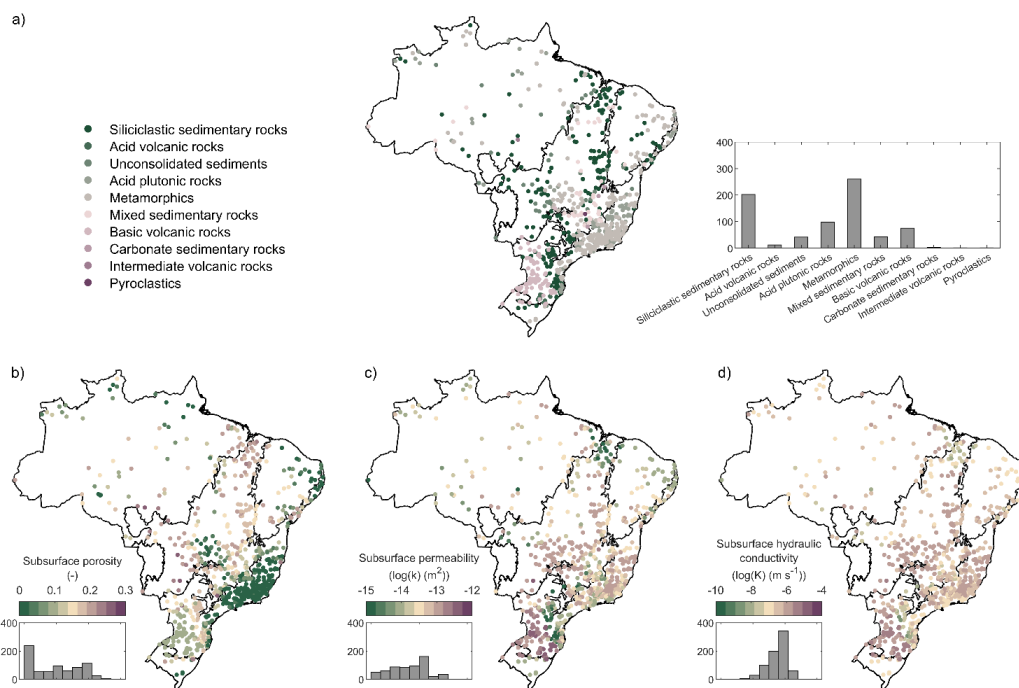 a)
Siliciclastic sedimentary rocks
Acid volcanic rocks
Unconsolidated sediments
Acid plutonic rocks
Metamorphics
Mixed sedimentary rocks
Basic volcanic rocks
Carbonate sedimentary rocks
Intermediate volcanic rocks
Pyroclastics
400
300
200
100
0
Siliciclastic sedimentary rocks
Acid volcanic rocks
Unconsolidated sediments
Acid plutonic rocks
Metamorphics
Mixed sedimentary rocks
Basic volcanic rocks
Carbonate sedimentary rocks
Intermediate volcanic rocks
Pyroclastics
b)
Subsurface porosity
(-)
0 0.1 0.2 0.3
400
200
0
c)
Subsurface permeability
(log(k) (m²))
-15 -14 -13 -12
400
200
0
d)
Subsurface hydraulic
conductivity
(log(K) (m s⁻¹))
-10 -8 -6 -4
400
200
0